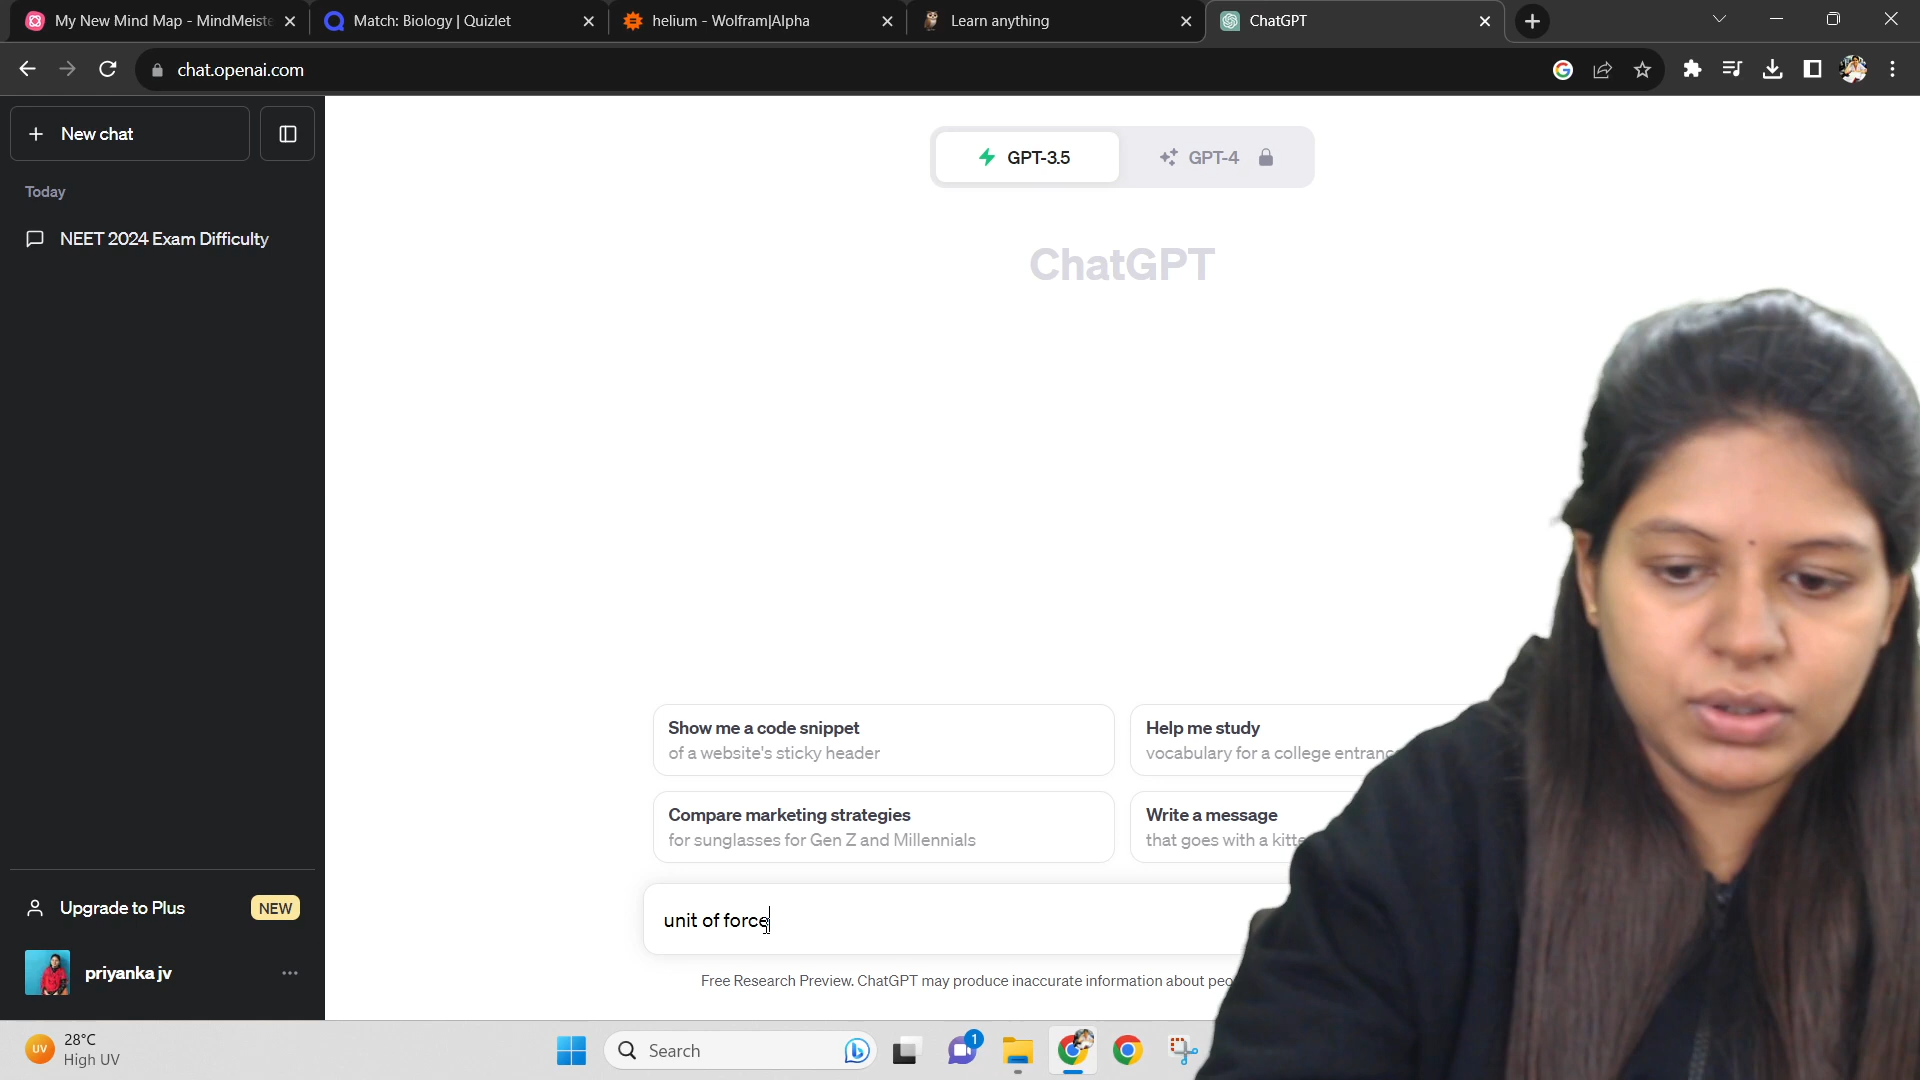 My New Mind Map - MindMeiste
Match: Biology | Quizlet
helium - Wolfram|Alpha
Learn anything
ChatGPT
chat.openai.com
New chat
GPT-3.5
GPT-4
Today
NEET 2024 Exam Difficulty
ChatGPT
Show me a code snippet
of a website's sticky header
Help me study
vocabulary for a college entranc
Compare marketing strategies
for sunglasses for Gen Z and Millennials
Write a message
that goes with a kitte
Upgrade to Plus
NEW
unit of force
priyanka jv
Free Research Preview. ChatGPT may produce inaccurate information about peo
UV
28°C
High UV
Search
1